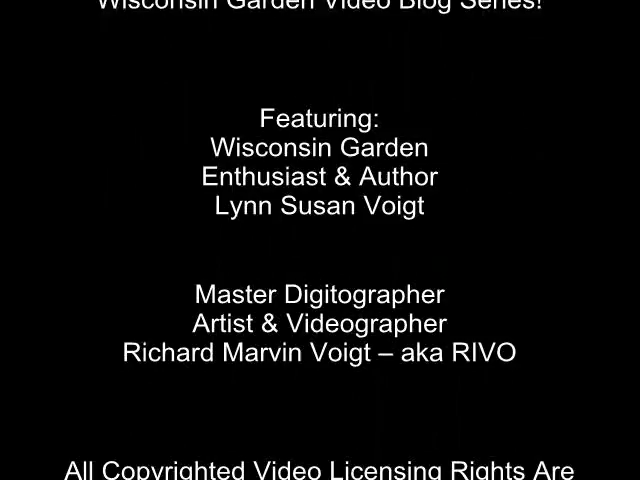 Wisconsin Garden Video Blog Series!
Featuring:
Wisconsin Garden
Enthusiast & Author
Lynn Susan Voigt
Master Digitographer
Artist & Videographer
Richard Marvin Voigt – aka RIVO
All Copyrighted Video Licensing Rights Are